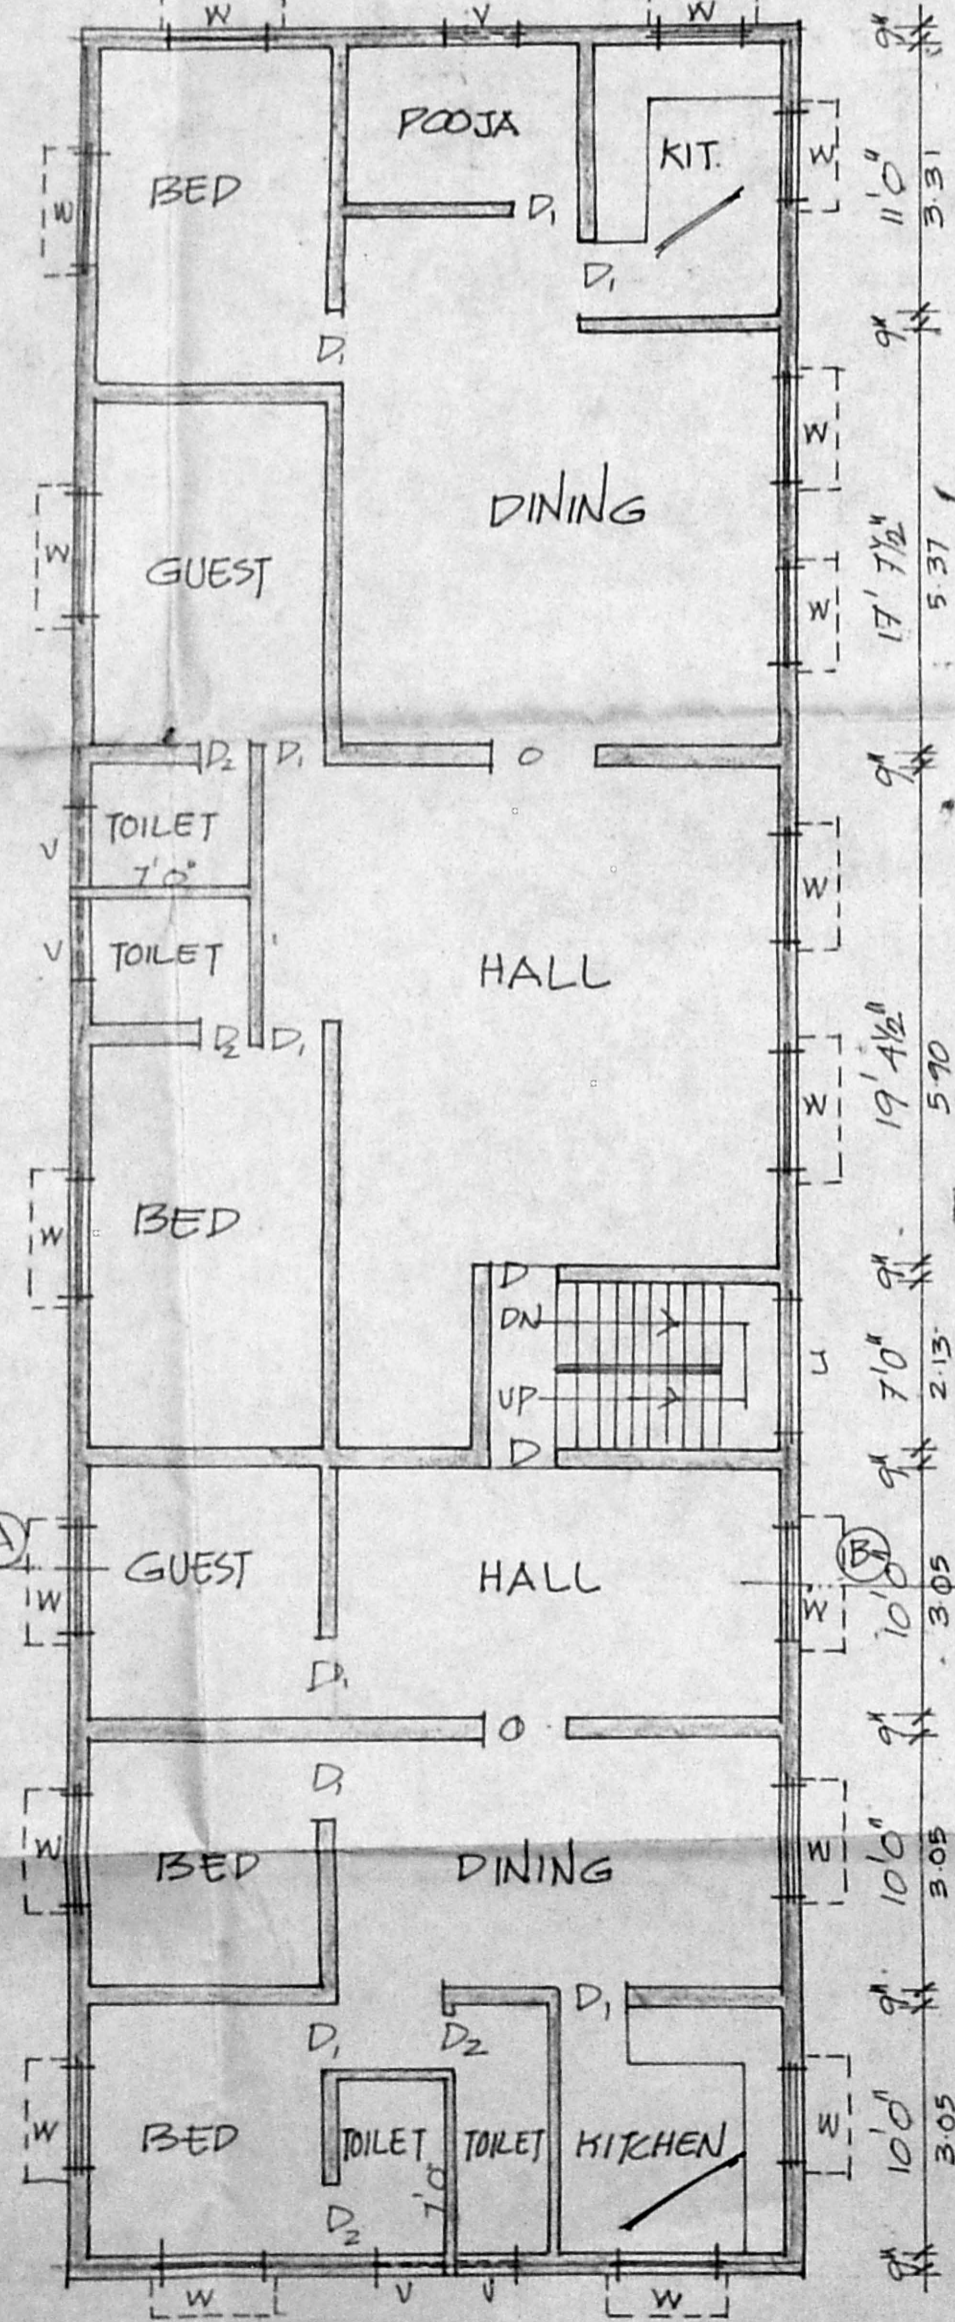 W V W
9"
POOJA
KIT.
W
BED
W
D1
11'0"
3.31
D1
D1
9"
W
DINING
W
GUEST
W
17' 7½"
5.37
D2 D1 O
9"
TOILET
7'0"
V
W
V
TOILET
HALL
D2 D1
19' 4½"
5.90
W
BED
W
D
9"
DN
7'0"
2.13
UP
D
9"
A
B
GUEST
HALL
W
W
10'0"
3.05
D1
O
9"
D1
W
BED
DINING
W
10'0"
3.05
D1
9"
D1
D2
W
BED
TOILET
TOILET
KITCHEN
W
10'0"
3.05
7'0"
D2
9"
W V V W